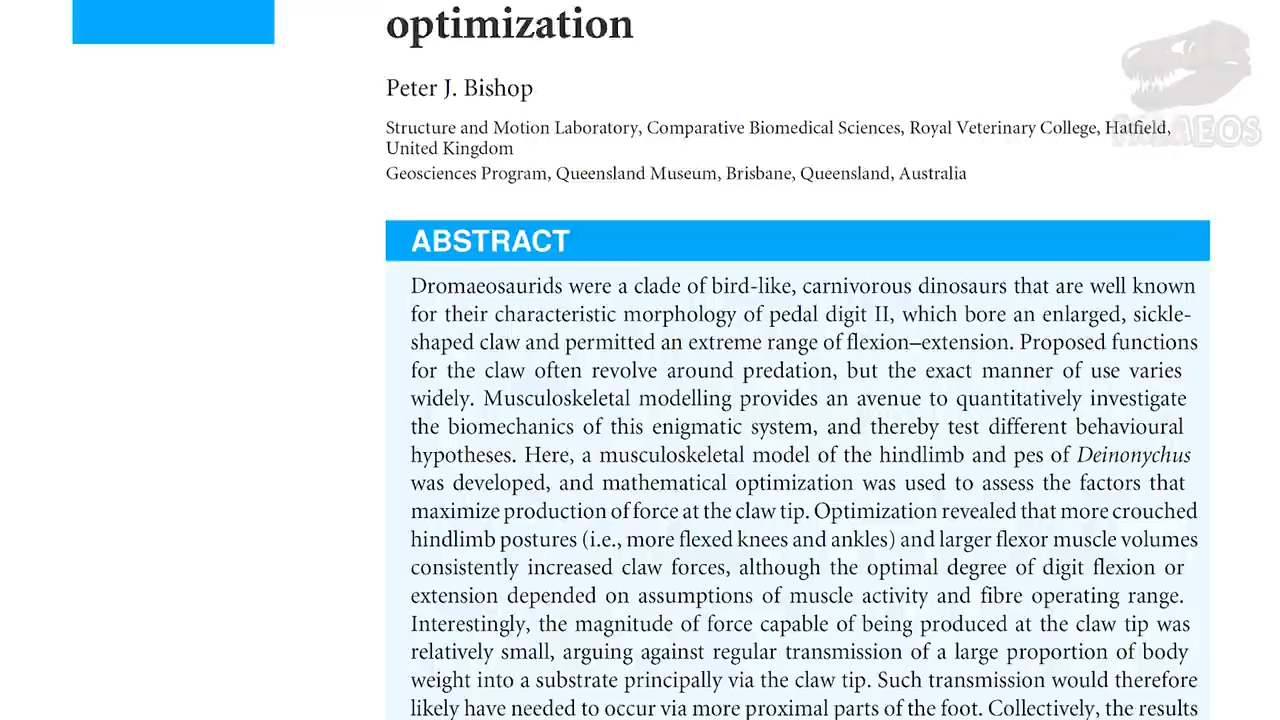 optimization
Peter J. Bishop
Structure and Motion Laboratory, Comparative Biomedical Sciences, Royal Veterinary College, Hatfield,
United Kingdom
Geosciences Program, Queensland Museum, Brisbane, Queensland, Australia
ABSTRACT
Dromaeosaurids were a clade of bird-like, carnivorous dinosaurs that are well known
for their characteristic morphology of pedal digit II, which bore an enlarged, sickle-
shaped claw and permitted an extreme range of flexion–extension. Proposed functions
for the claw often revolve around predation, but the exact manner of use varies
widely. Musculoskeletal modelling provides an avenue to quantitatively investigate
the biomechanics of this enigmatic system, and thereby test different behavioural
hypotheses. Here, a musculoskeletal model of the hindlimb and pes of Deinonychus
was developed, and mathematical optimization was used to assess the factors that
maximize production of force at the claw tip. Optimization revealed that more crouched
hindlimb postures (i.e., more flexed knees and ankles) and larger flexor muscle volumes
consistently increased claw forces, although the optimal degree of digit flexion or
extension depended on assumptions of muscle activity and fibre operating range.
Interestingly, the magnitude of force capable of being produced at the claw tip was
relatively small, arguing against regular transmission of a large proportion of body
weight into a substrate principally via the claw tip. Such transmission would therefore
likely have needed to occur via more proximal parts of the foot. Collectively, the results